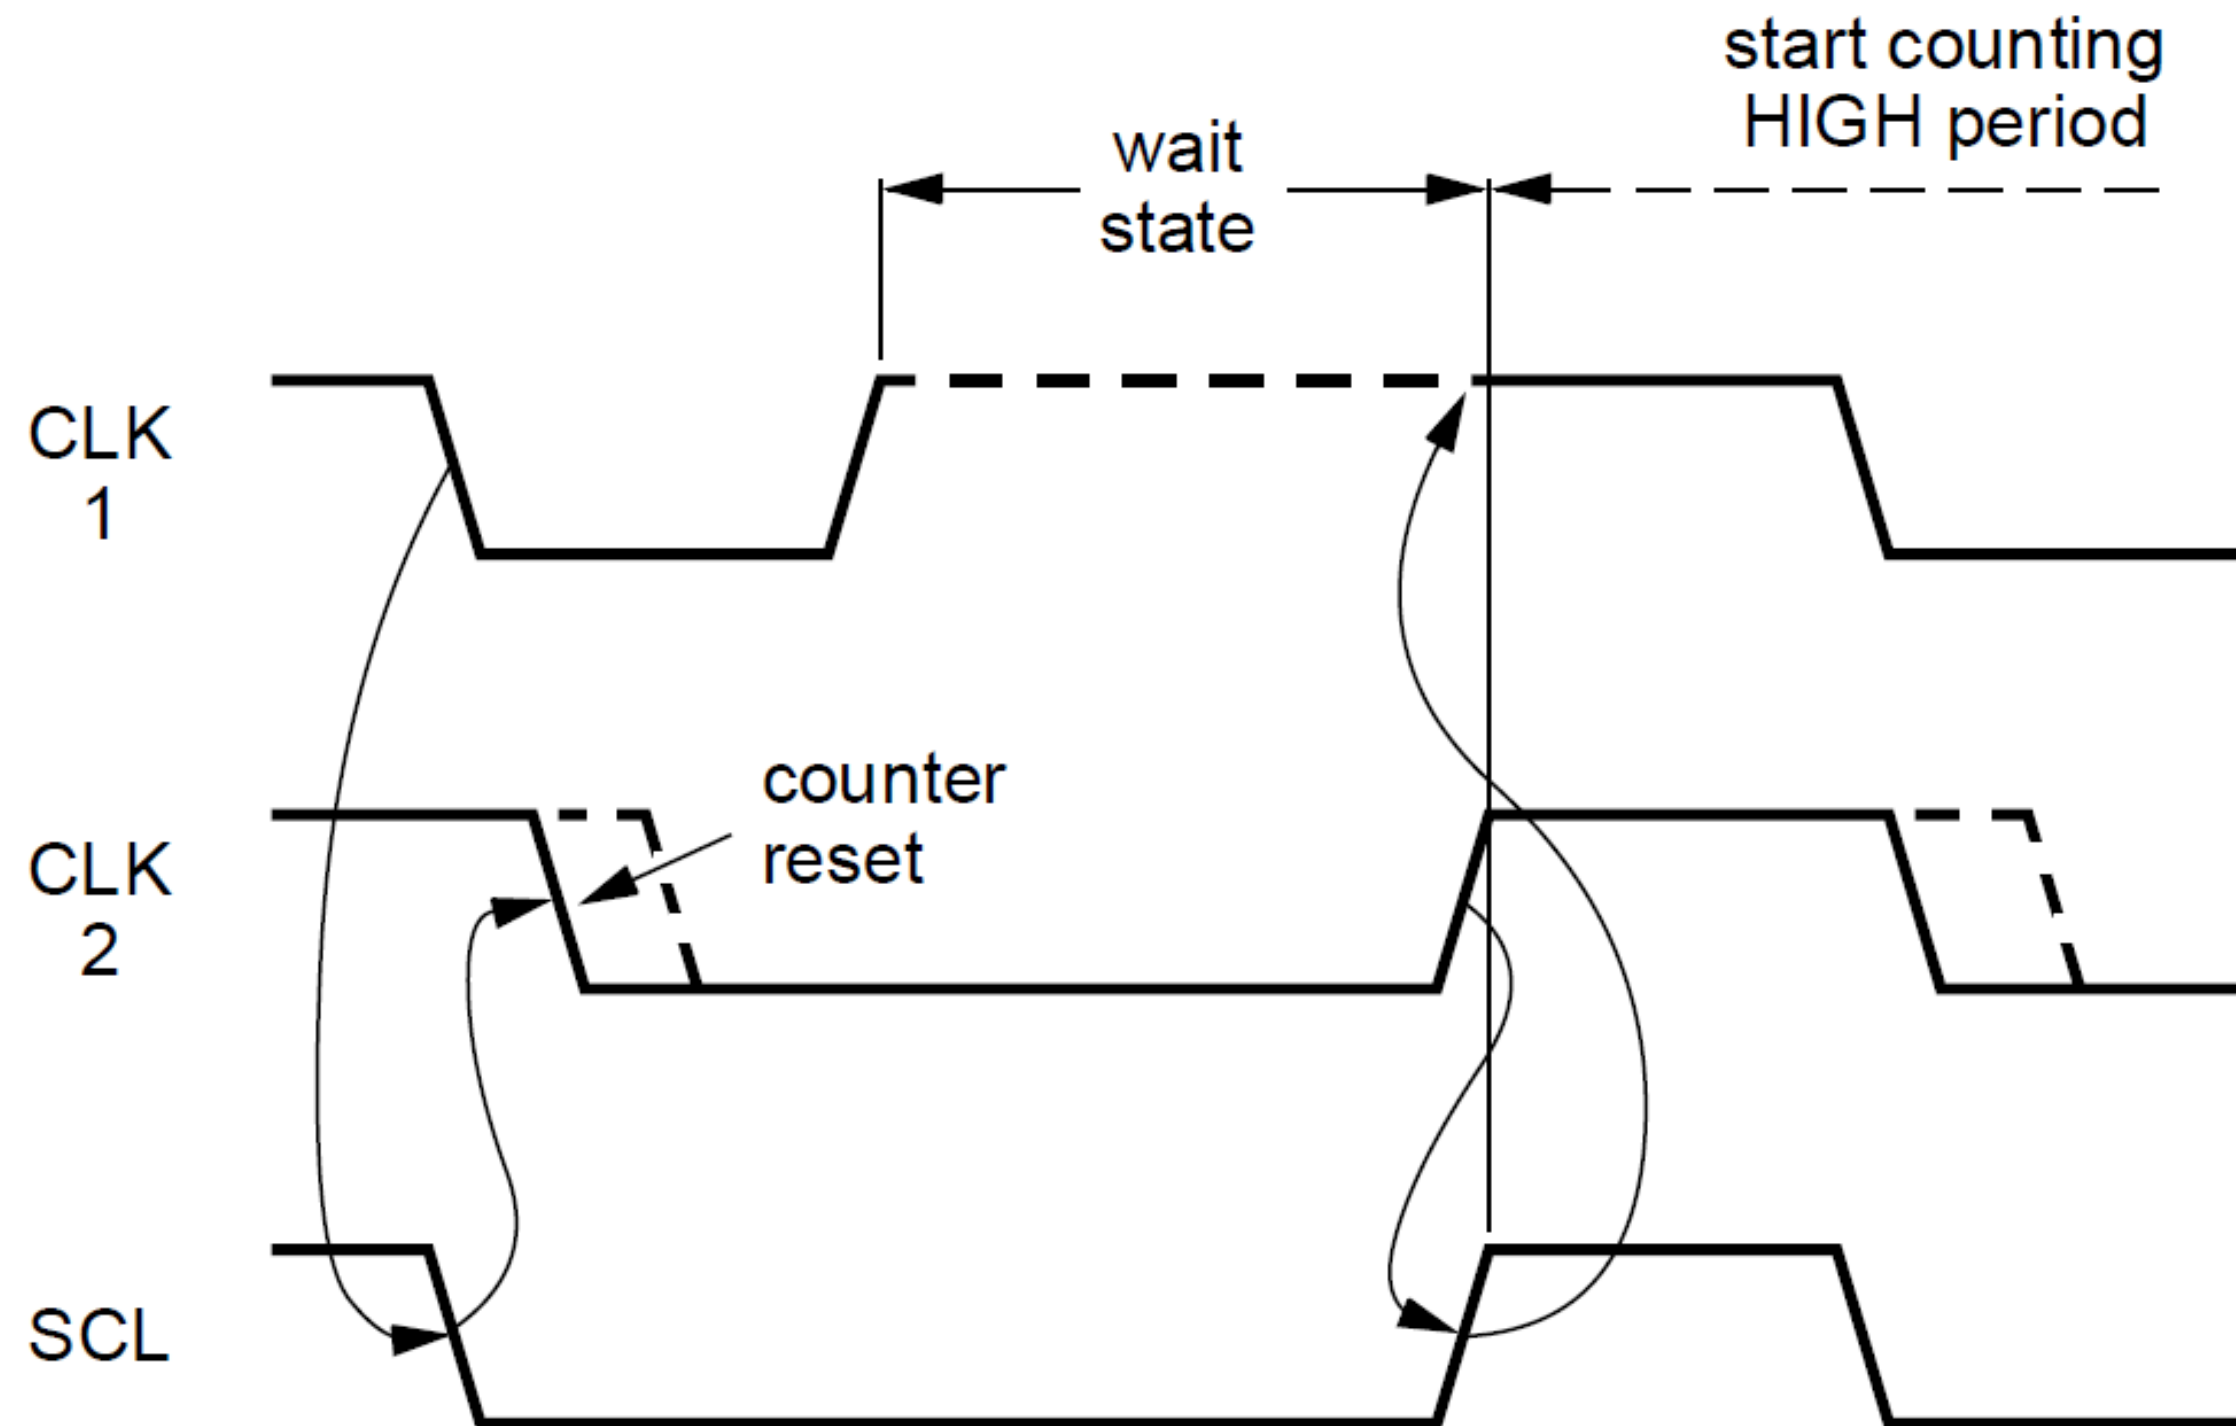 start counting
HIGH period
wait
state
CLK
1
counter
reset
CLK
2
SCL